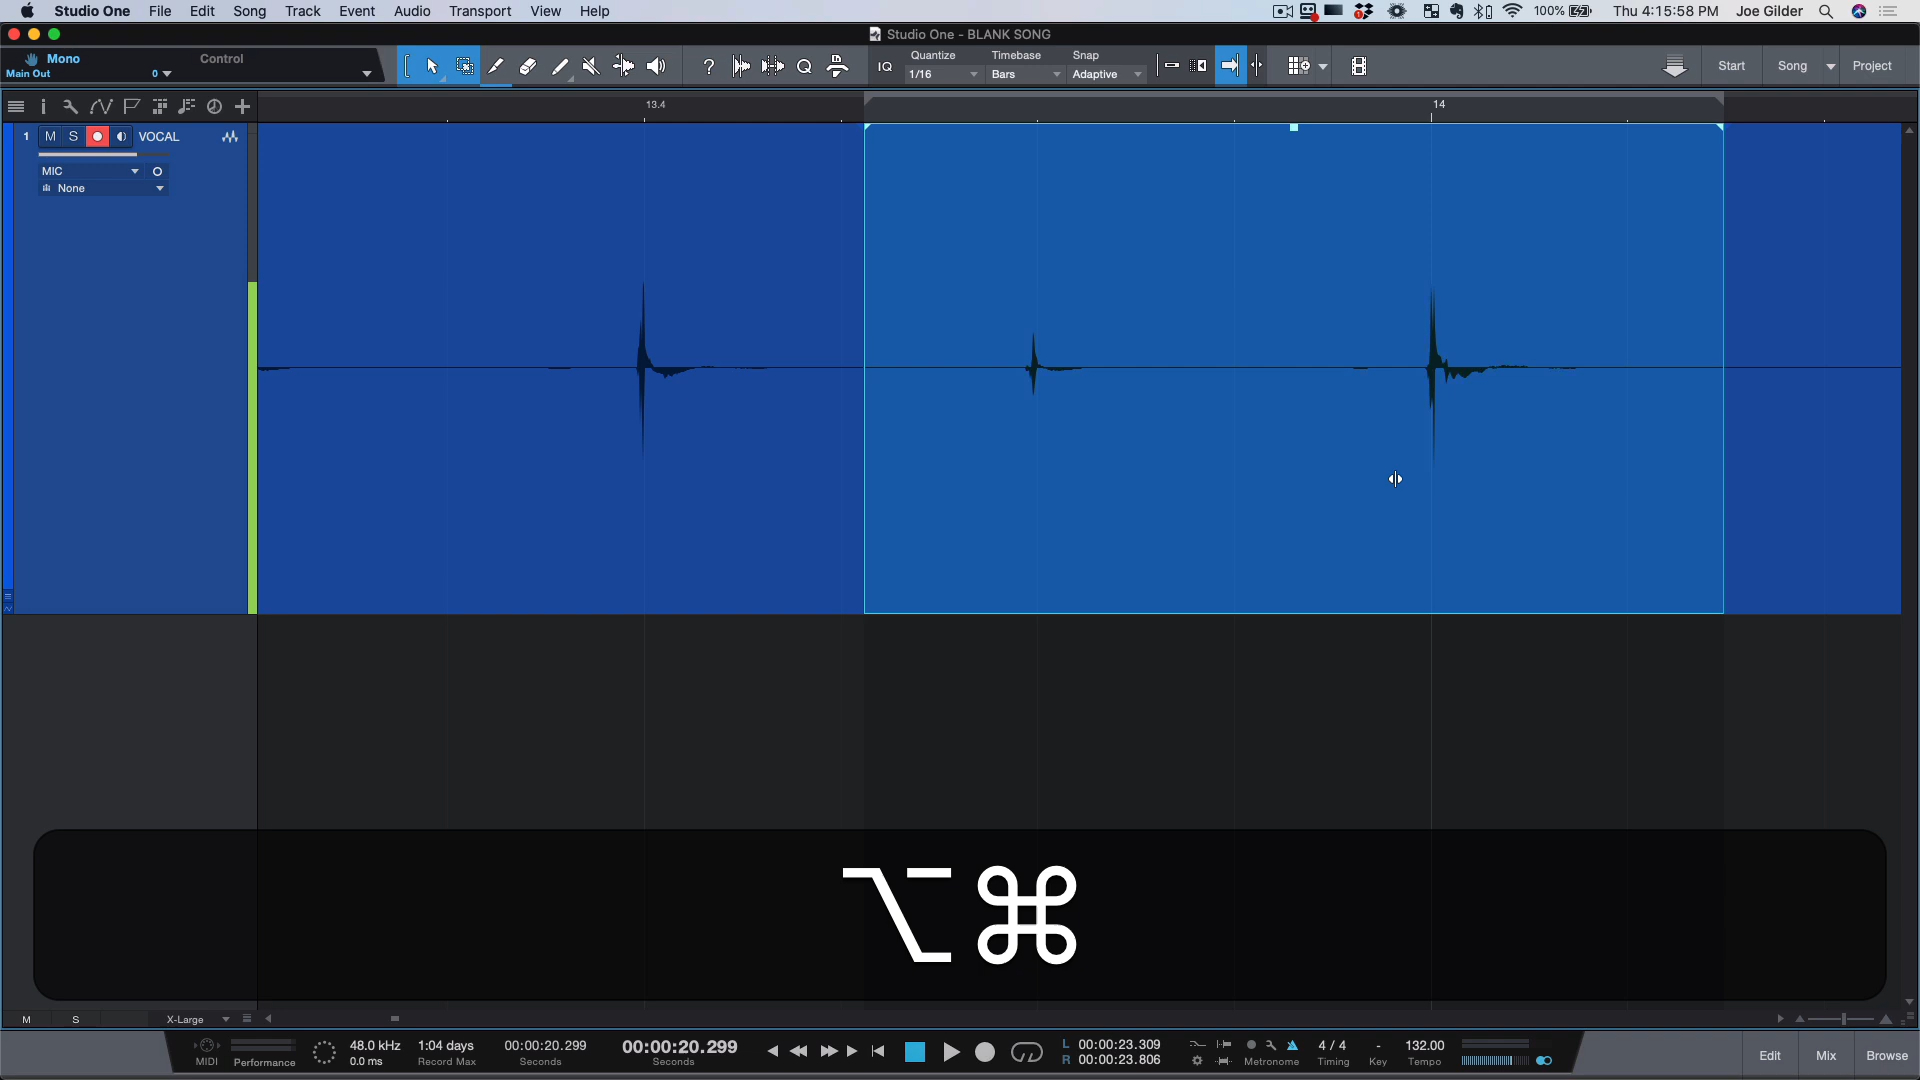 Studio One File Edit Song Track Event Audio Transport View Help 100% Thu 4:15:58 PM Joe Gilder
Studio One - BLANK SONG
Mono Control
Main Out 0
IQ Quantize Timebase Snap
1/16 Bars Adaptive
? Q
Start Song Project
13.4 14
1 M S VOCAL
MIC
None
⌥⌘
M S X-Large
MIDI Performance
48.0 kHz
0.0 ms
1:04 days
Record Max
00:00:20.299
Seconds
00:00:20.299
Seconds
L 00:00:23.309
R 00:00:23.806
Metronome
4 / 4
Timing
-
Key
132.00
Tempo
Edit Mix Browse